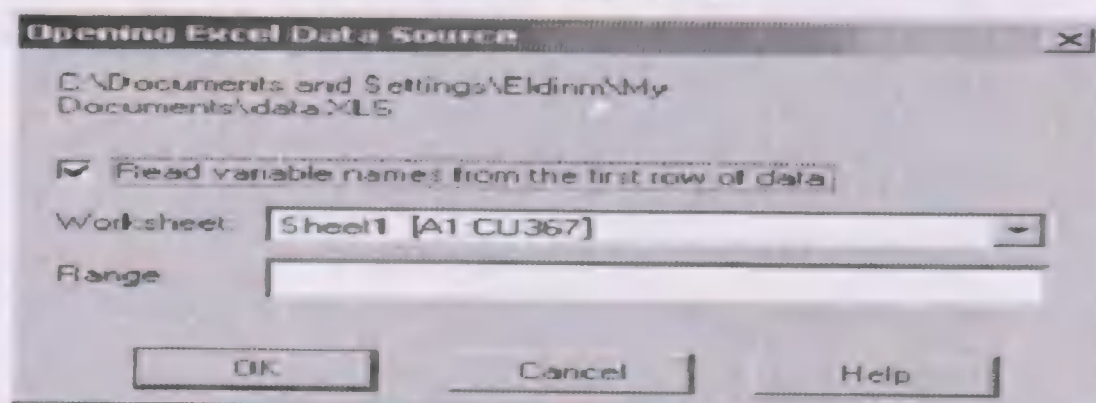 Opening Excel Data Source
C:\Documents and Settings\Eldinm\My
Documents\data.XLS
Read variable names from the first row of data
Worksheet: Sheet1 [A1:CU367]
Range
OK Cancel Help